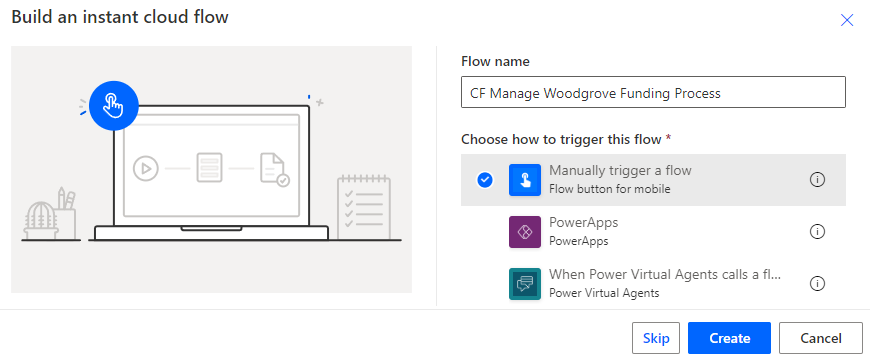 Build an instant cloud flow
Flow name
CF Manage Woodgrove Funding Process
Choose how to trigger this flow *
Manually trigger a flow
Flow button for mobile
PowerApps
PowerApps
When Power Virtual Agents calls a fl...
Power Virtual Agents
Skip
Create
Cancel